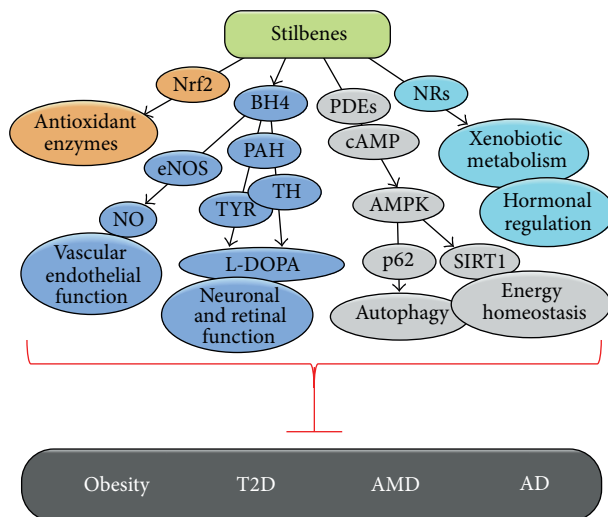 Stilbenes
Nrf2
BH4
PDEs
NRs
Antioxidant
enzymes
cAMP
Xenobiotic
metabolism
eNOS
PAH
TH
TYR
AMPK
Hormonal
regulation
NO
Vascular
endothelial
function
L-DOPA
Neuronal
and retinal
function
p62
SIRT1
Autophagy
Energy
homeostasis
Obesity
T2D
AMD
AD